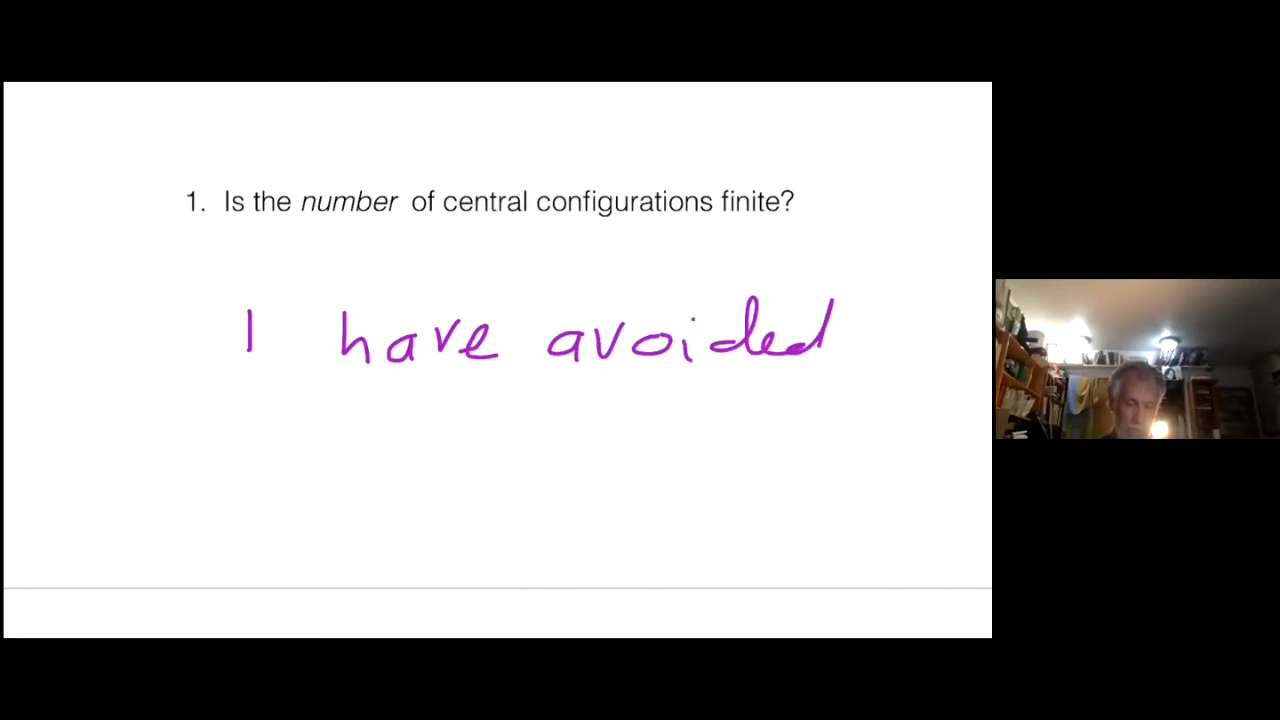 1. Is the number of central configurations finite?
I have avoided